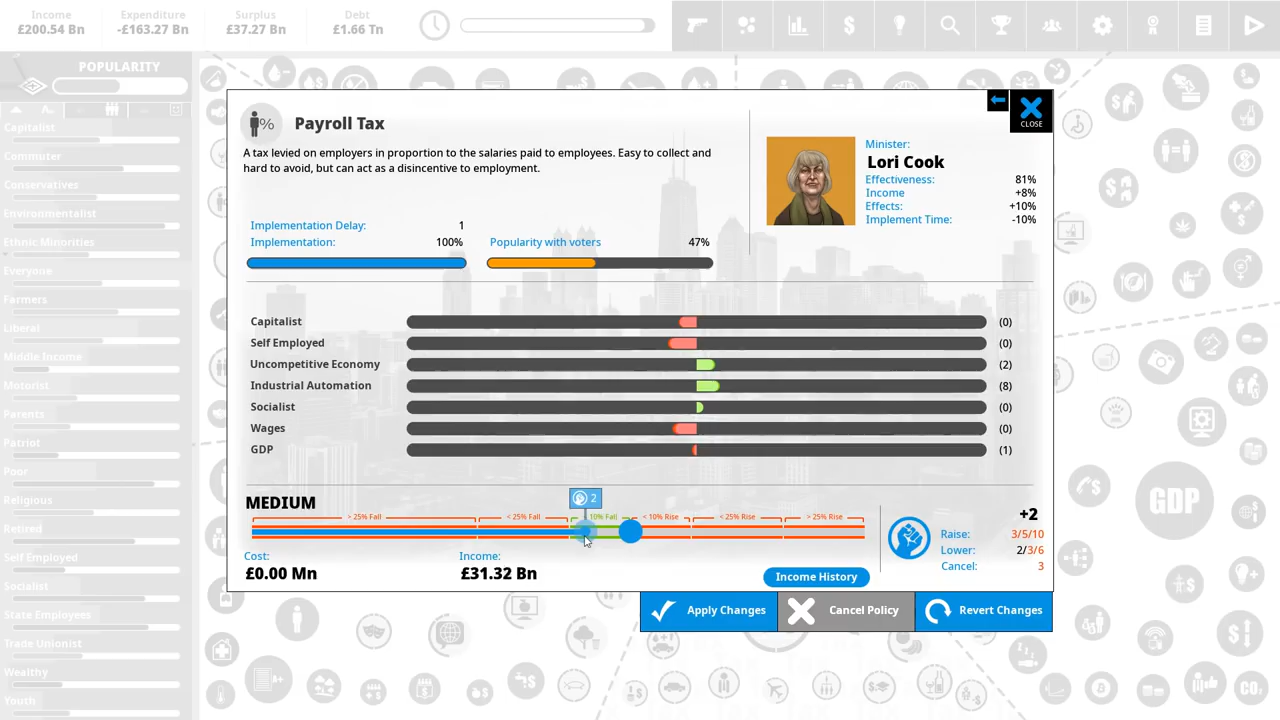 Income
Expenditure
Surplus
Debt
£200.54 Bn
-£163.27 Bn
£37.27 Bn
£1.66 Tn
POPULARITY
Capitalist
Commuter
Conservatives
Environmentalist
Ethnic Minorities
Everyone
Farmers
Liberal
Middle Income
Motorist
Parents
Patriot
Poor
Religious
Retired
Self Employed
Socialist
State Employees
Trade Unionist
Wealthy
Youth
%
Payroll Tax
A tax levied on employers in proportion to the salaries paid to employees. Easy to collect and
hard to avoid, but can act as a disincentive to employment.
Implementation Delay: 1
Implementation: 100%
Popularity with voters 47%
CLOSE
Minister:
Lori Cook
Effectiveness: 81%
Income +8%
Effects: +10%
Implement Time: -10%
Capitalist (0)
Self Employed (0)
Uncompetitive Economy (2)
Industrial Automation (8)
Socialist (0)
Wages (0)
GDP (1)
MEDIUM
2
> 25% Fall
< 25% Fall
10% Fall
< 10% Rise
< 25% Rise
> 25% Rise
Cost:
£0.00 Mn
Income:
£31.32 Bn
Income History
+2
Raise: 3/5/10
Lower: 2/3/6
Cancel: 3
Apply Changes
Cancel Policy
Revert Changes
GDP
A+
CO₂